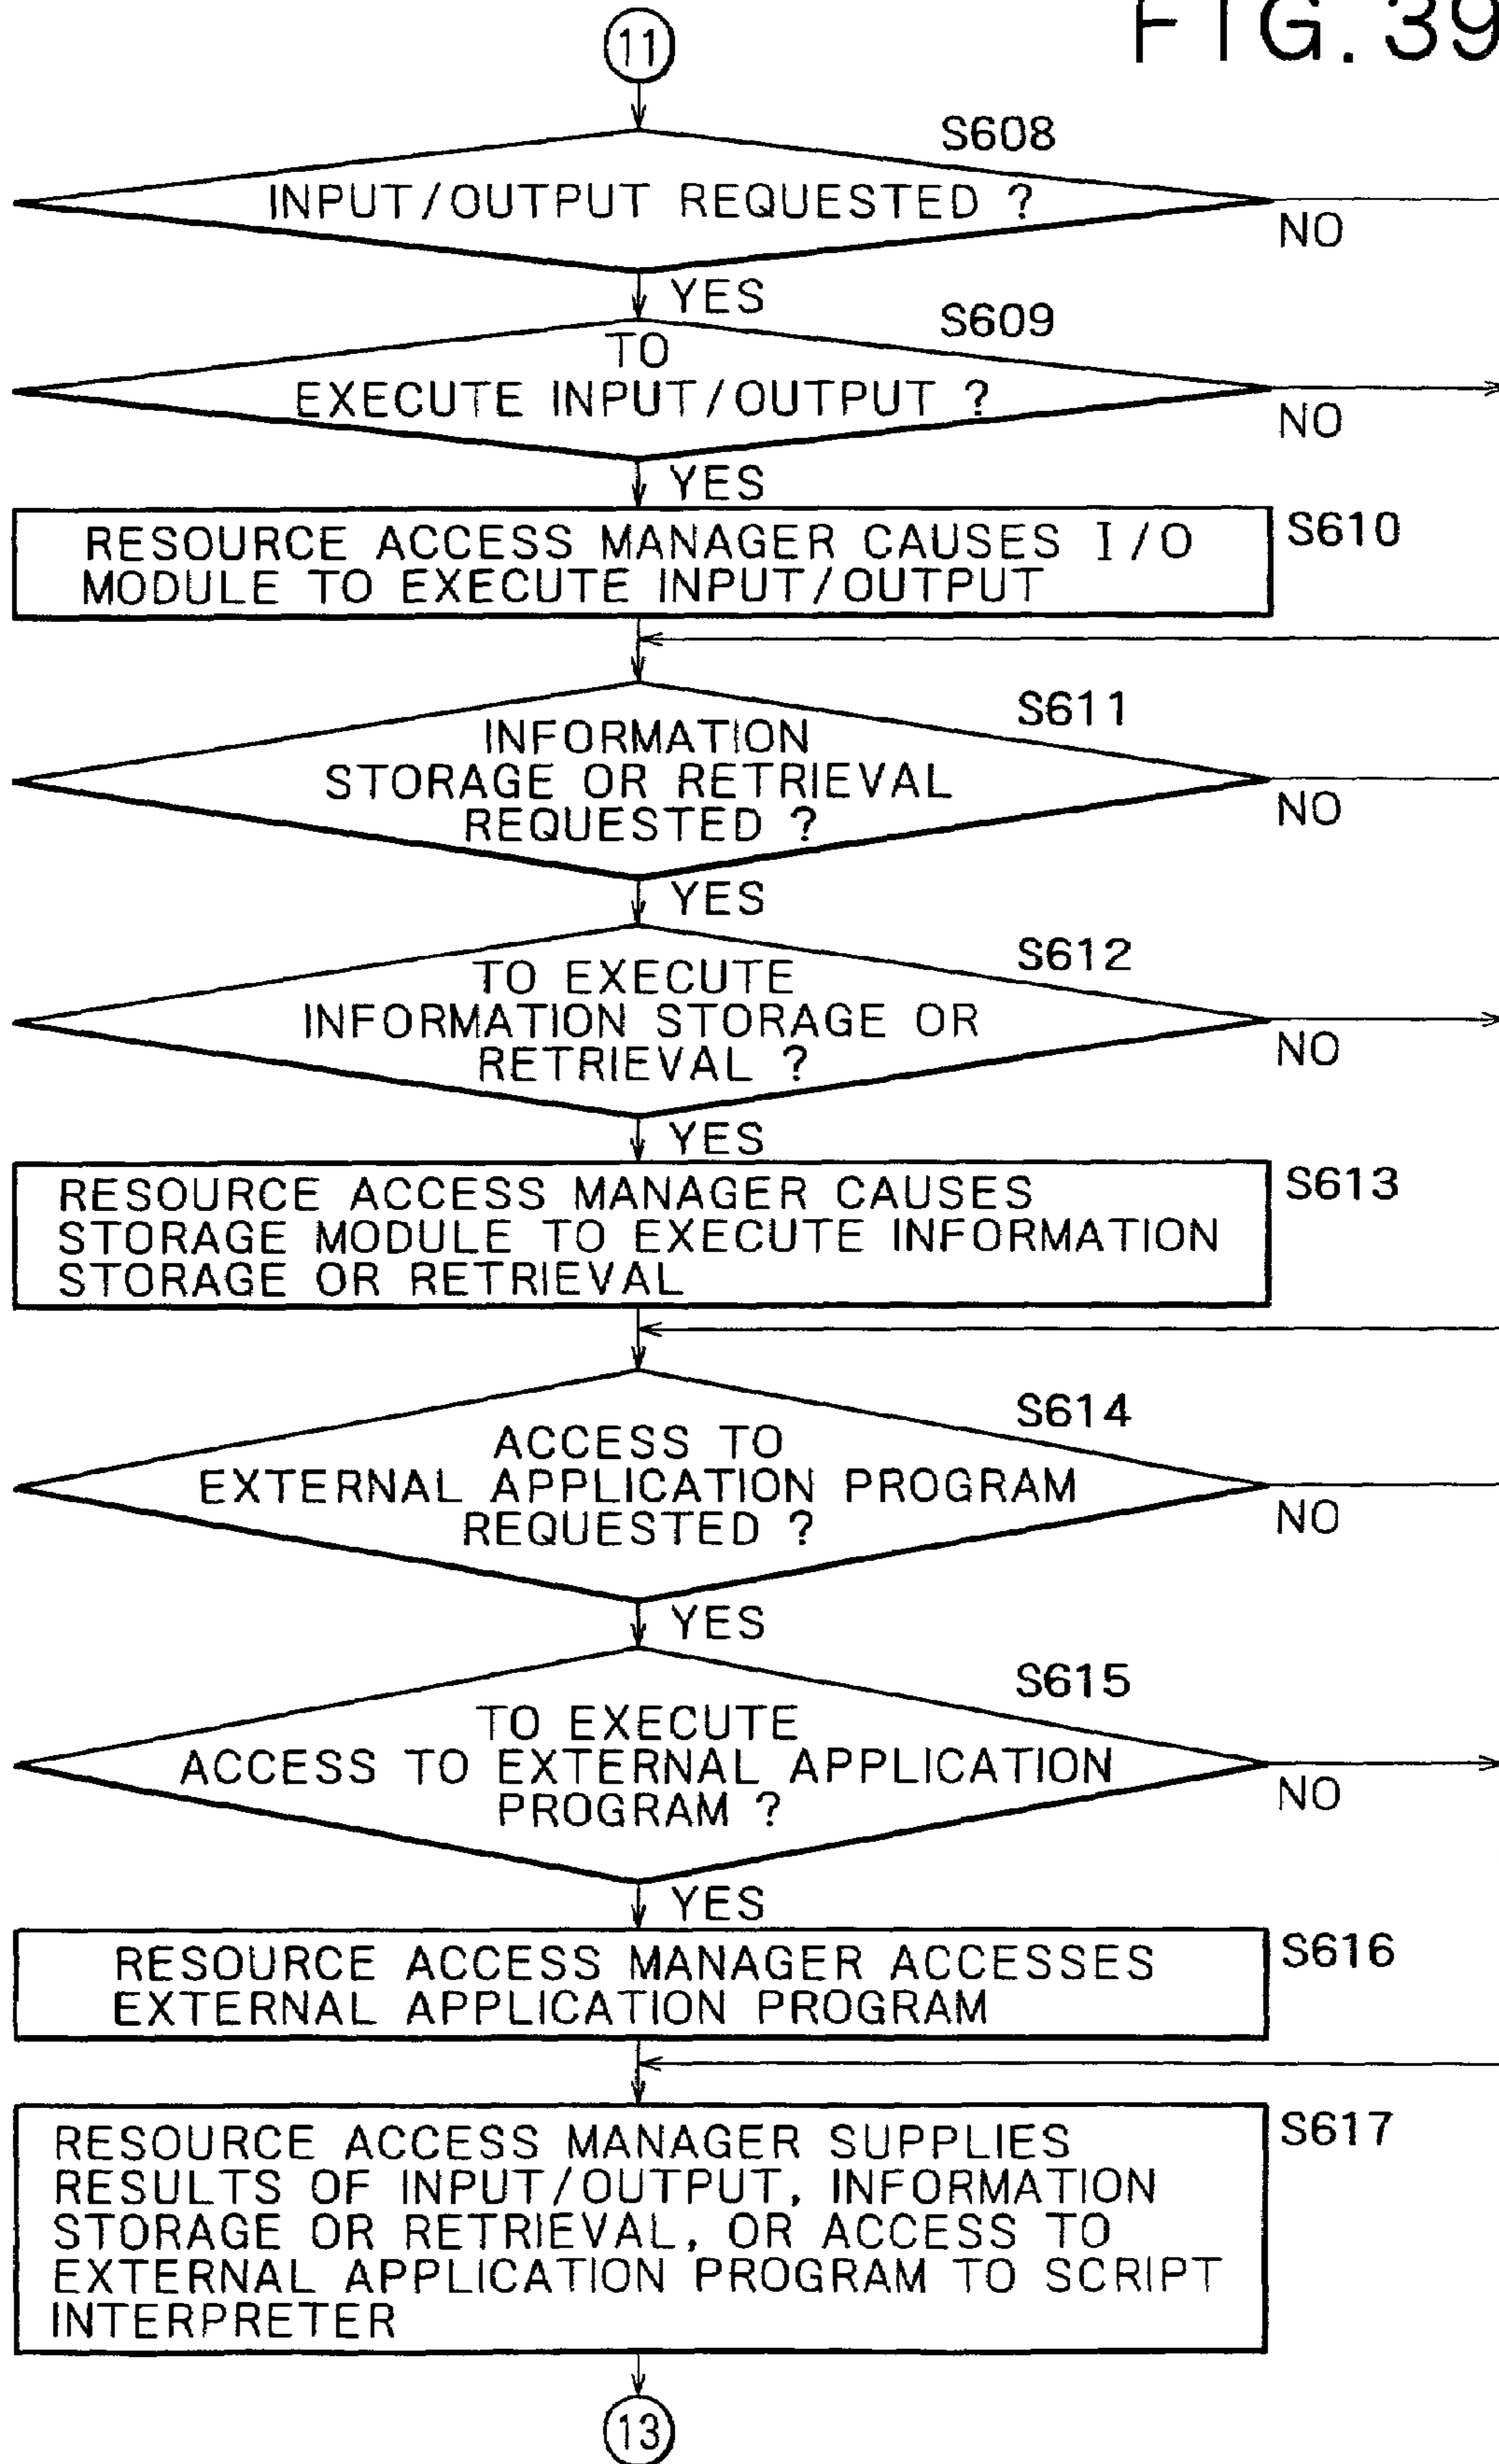 FIG. 39
11
S608
INPUT/OUTPUT REQUESTED ?
NO
YES
S609
TO
EXECUTE INPUT/OUTPUT ?
NO
YES
RESOURCE ACCESS MANAGER CAUSES I/O
MODULE TO EXECUTE INPUT/OUTPUT
S610
S611
INFORMATION
STORAGE OR RETRIEVAL
REQUESTED ?
NO
YES
S612
TO EXECUTE
INFORMATION STORAGE OR
RETRIEVAL ?
NO
YES
RESOURCE ACCESS MANAGER CAUSES
STORAGE MODULE TO EXECUTE INFORMATION
STORAGE OR RETRIEVAL
S613
S614
ACCESS TO
EXTERNAL APPLICATION PROGRAM
REQUESTED ?
NO
YES
S615
TO EXECUTE
ACCESS TO EXTERNAL APPLICATION
PROGRAM ?
NO
YES
RESOURCE ACCESS MANAGER ACCESSES
EXTERNAL APPLICATION PROGRAM
S616
RESOURCE ACCESS MANAGER SUPPLIES
RESULTS OF INPUT/OUTPUT, INFORMATION
STORAGE OR RETRIEVAL, OR ACCESS TO
EXTERNAL APPLICATION PROGRAM TO SCRIPT
INTERPRETER
S617
13